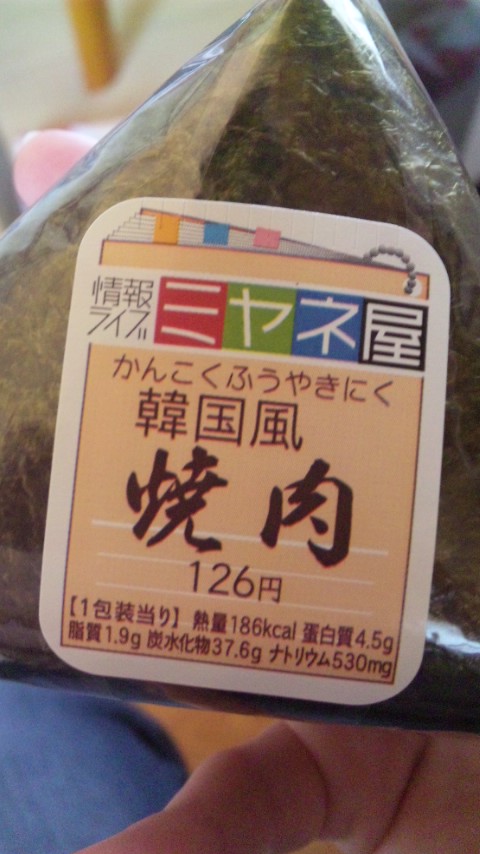 情報
ライブ
ミヤネ屋
かんこくふうやきにく
韓国風
焼肉
126円
【1包装当り】 熱量186kcal 蛋白質4.5g
脂質1.9g 炭水化物37.6g ナトリウム530mg